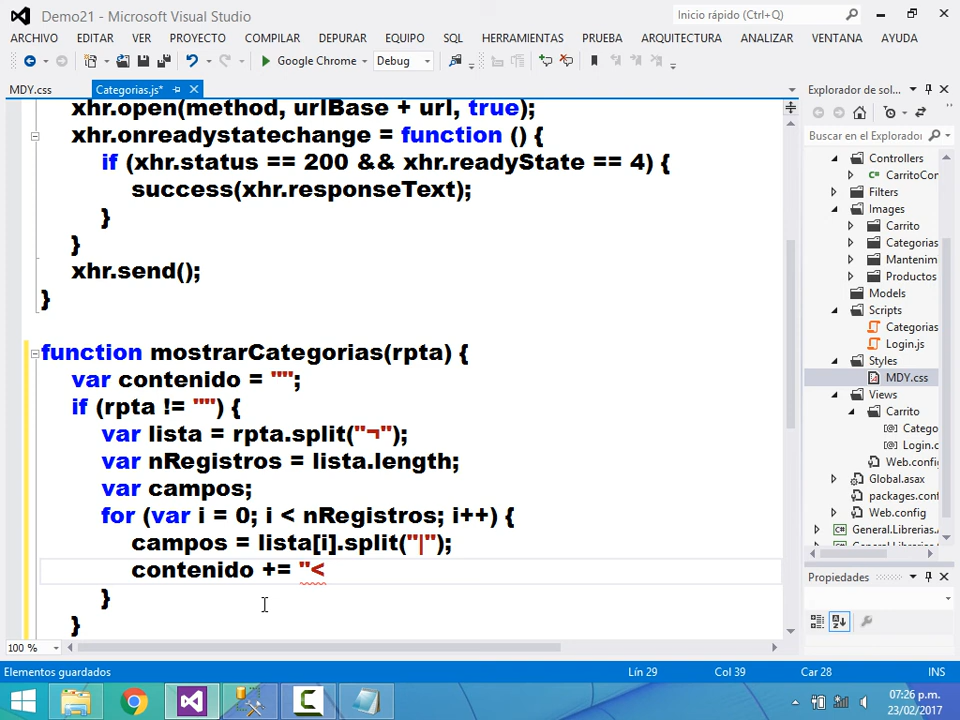 Demo21 - Microsoft Visual Studio
Inicio rápido (Ctrl+Q)
ARCHIVO EDITAR VER PROYECTO COMPILAR DEPURAR EQUIPO SQL HERRAMIENTAS PRUEBA ARQUITECTURA ANALIZAR VENTANA AYUDA
Google Chrome Debug
MDY.css Categorias.js*
xhr.open(method, urlBase + url, true);
xhr.onreadystatechange = function () {
if (xhr.status == 200 && xhr.readyState == 4) {
success(xhr.responseText);
}
}
xhr.send();
}
function mostrarCategorias(rpta) {
var contenido = "";
if (rpta != "") {
var lista = rpta.split("¬");
var nRegistros = lista.length;
var campos;
for (var i = 0; i < nRegistros; i++) {
campos = lista[i].split("|");
contenido += "<
}
}
100 %
Explorador de sol...
Buscar en el Explorado
Controllers
CarritoCon
Filters
Images
Carrito
Categorias
Mantenim
Productos
Models
Scripts
Categorias
Login.js
Styles
MDY.css
Views
Carrito
Catego
Login.c
Web.config
Global.asax
packages.conf
Web.config
General.Librerias.
Propiedades
Elementos guardados Lín 29 Col 39 Car 28 INS
07:26 p.m.
23/02/2017